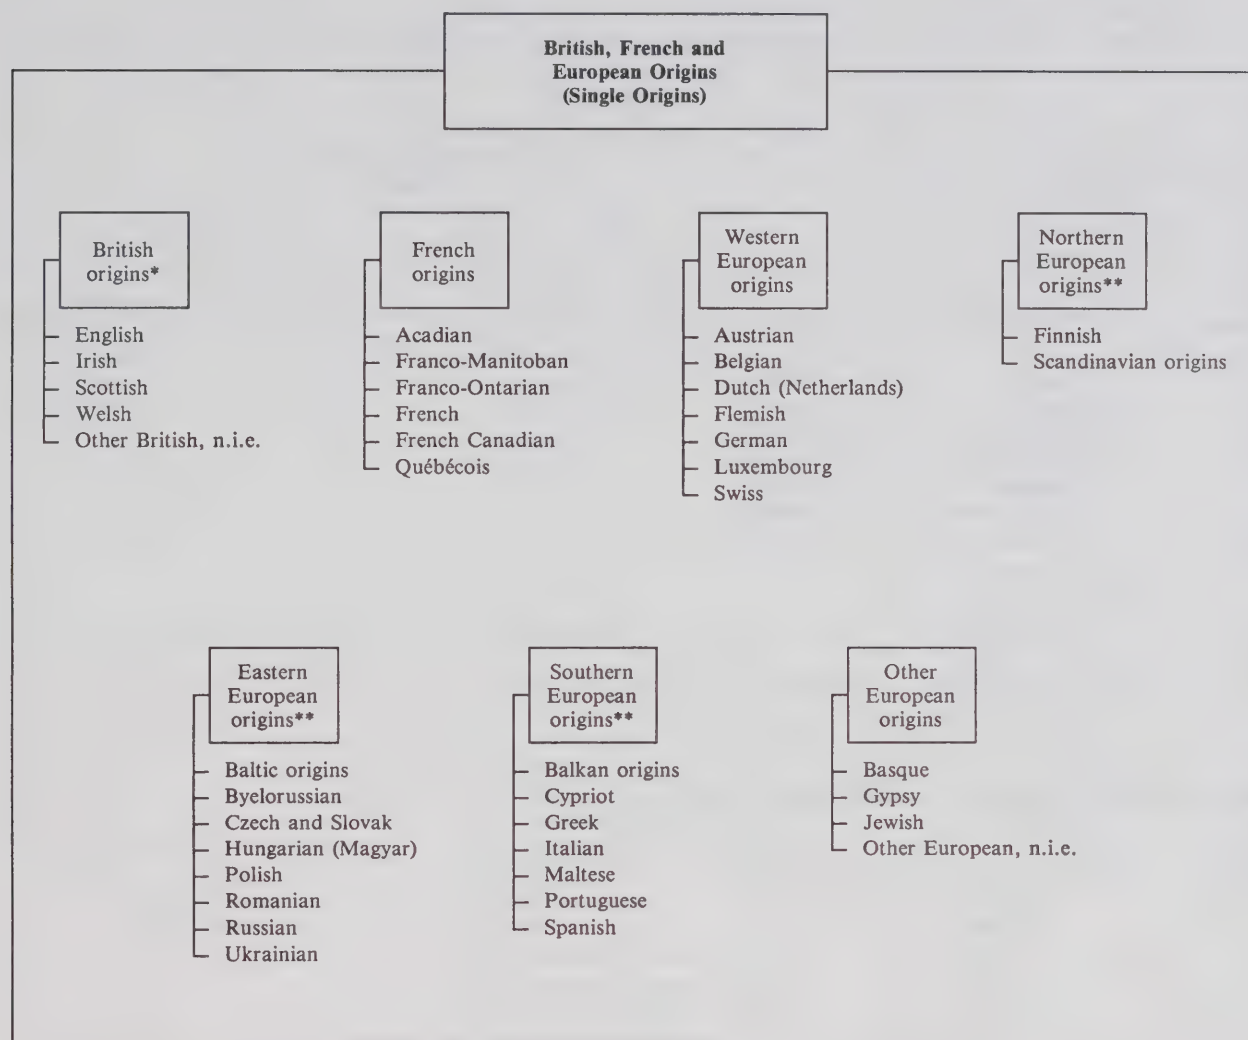 British, French and
European Origins
(Single Origins)
British
origins*
English
Irish
Scottish
Welsh
Other British, n.i.e.
French
origins
Acadian
Franco-Manitoban
Franco-Ontarian
French
French Canadian
Québécois
Western
European
origins
Austrian
Belgian
Dutch (Netherlands)
Flemish
German
Luxembourg
Swiss
Northern
European
origins**
Finnish
Scandinavian origins
Eastern
European
origins**
Baltic origins
Byelorussian
Czech and Slovak
Hungarian (Magyar)
Polish
Romanian
Russian
Ukrainian
Southern
European
origins**
Balkan origins
Cypriot
Greek
Italian
Maltese
Portuguese
Spanish
Other
European
origins
Basque
Gypsy
Jewish
Other European, n.i.e.